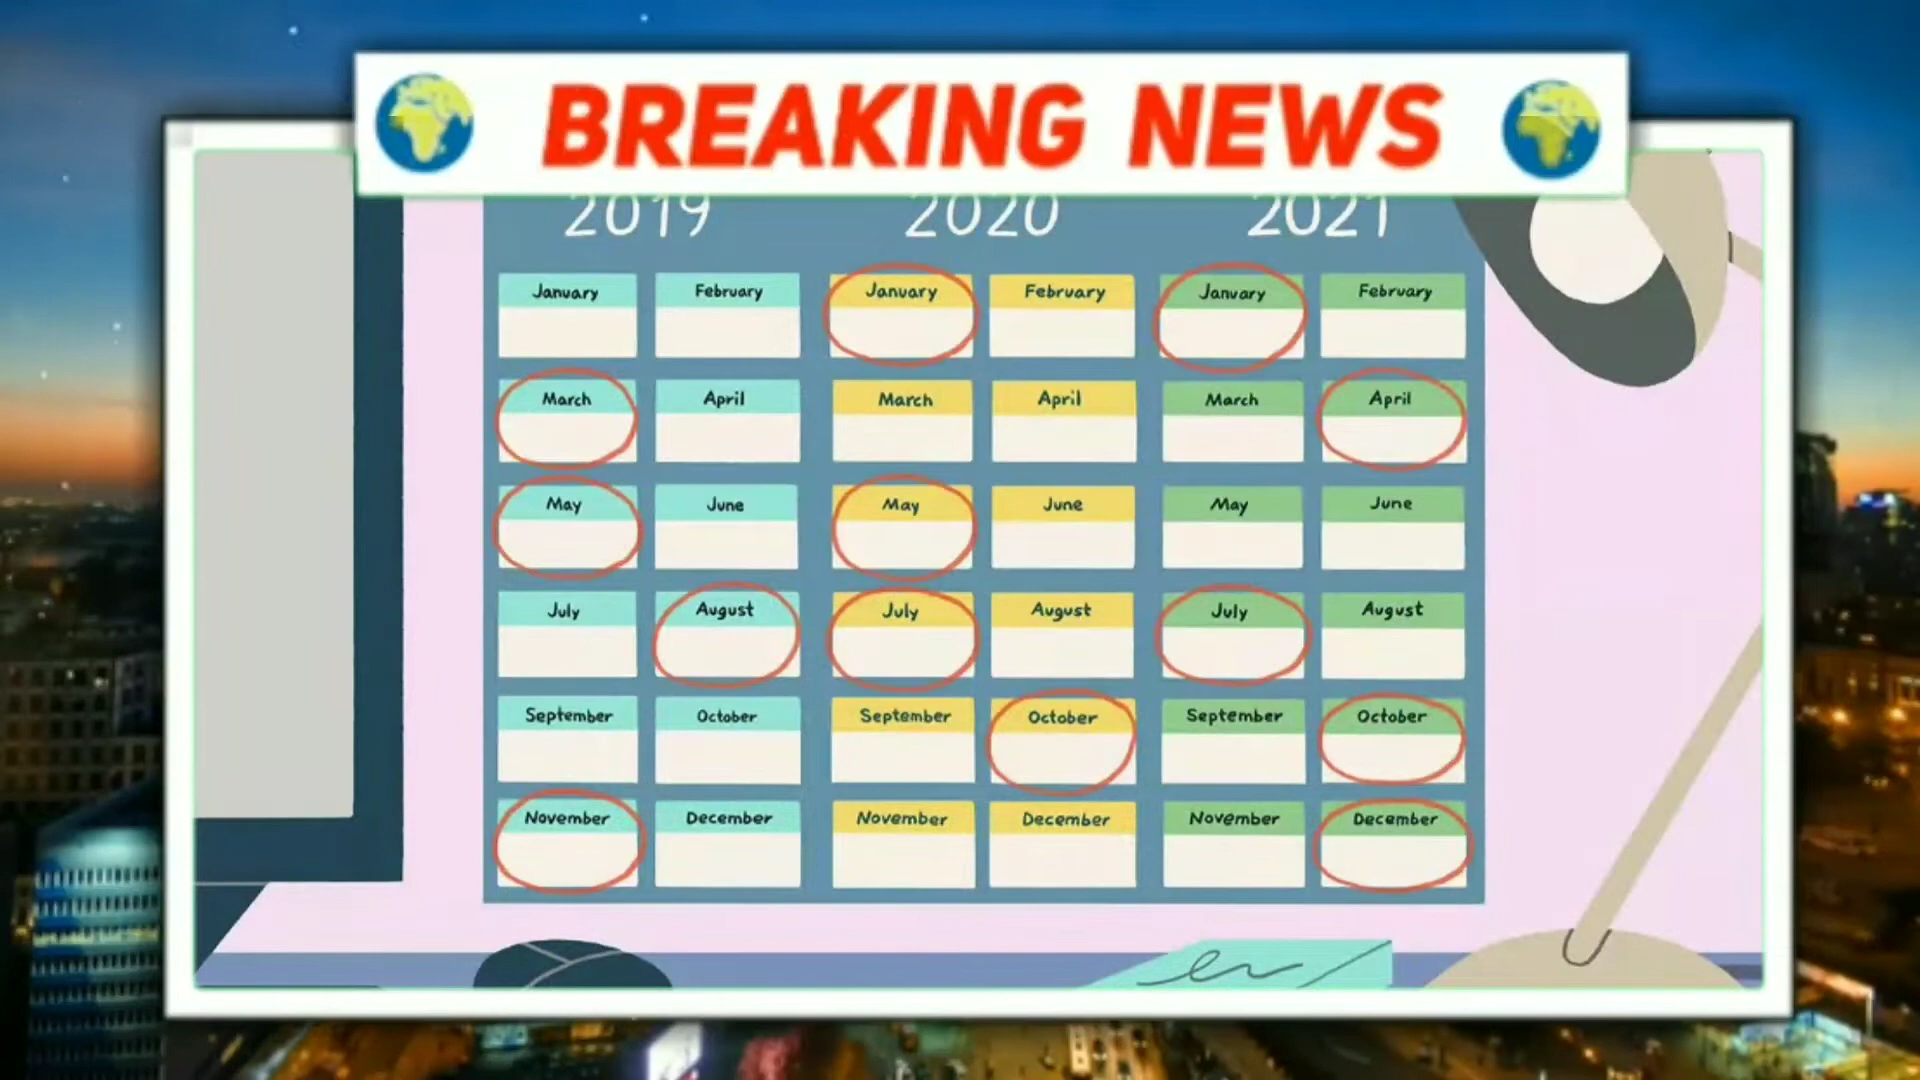 BREAKING NEWS
2019 2020 2021
January February January February January February
March April March April March April
May June May June May June
July August July August July August
September October September October September October
November December November December November December